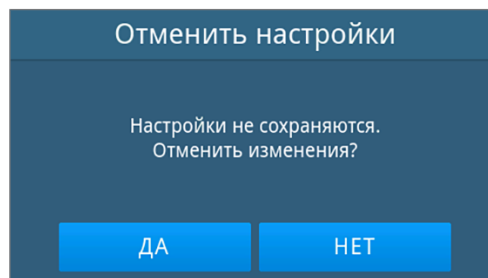 Отменить настройки
Настройки не сохраняются.
Отменить изменения?
ДА НЕТ